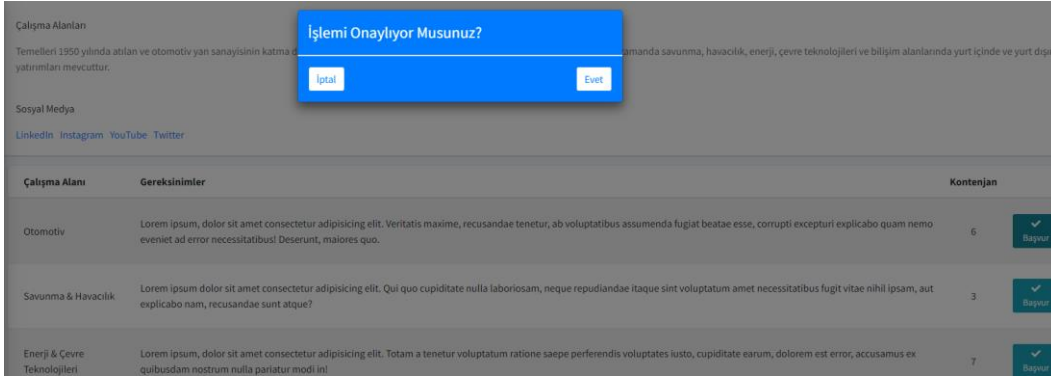 Çalışma Alanları
İşlemi Onaylıyor Musunuz?
Temelleri 1950 yılında atılan ve otomotiv yan sanayisinin katma
amanda savunma, havacılık, enerji, çevre teknolojileri ve bilişim alanlarında yurt içinde ve yurt
yatırımları mevcuttur.
İptal
Evet
Sosyal Medya
LinkedIn Instagram YouTube Twitter
Çalışma Alanı Gereksinimler Kontenjan
Otomotiv
Lorem ipsum, dolor sit amet consectetur adipisicing elit. Veritatis maxime, recusandae tenetur, ab voluptatibus assumenda fugiat beatae esse, corrupti excepturi explicabo quam nemo
eveniet ad error necessitatibus! Deserunt, maiores quo.
6
Başvur
Savunma & Havacılık
Lorem ipsum dolor sit amet consectetur adipisicing elit. Qui quo cupiditate nulla laboriosam, neque repudiandae itaque sint voluptatum amet necessitatibus fugit vitae nihil ipsam, aut
explicabo nam, recusandae sunt atque?
3
Başvur
Enerji & Çevre
Teknolojileri
Lorem ipsum, dolor sit amet consectetur adipisicing elit. Totam a tenetur voluptatum ratione saepe perferendis voluptates iusto, cupiditate earum, dolorem est error, accusamus ex
quibusdam nostrum nulla pariatur modi in!
7
Başvur